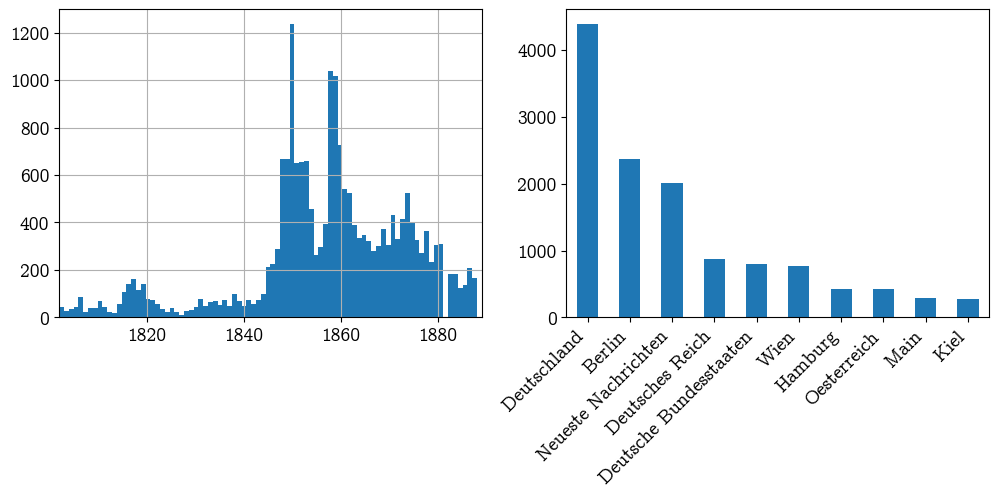 1200
1000
800
600
400
200
0
1820 1840 1860 1880
4000
3000
2000
1000
0
Deutschland
Berlin
Neueste Nachrichten
Deutsches Reich
Deutsche Bundesstaaten
Wien
Hamburg
Oesterreich
Main
Kiel